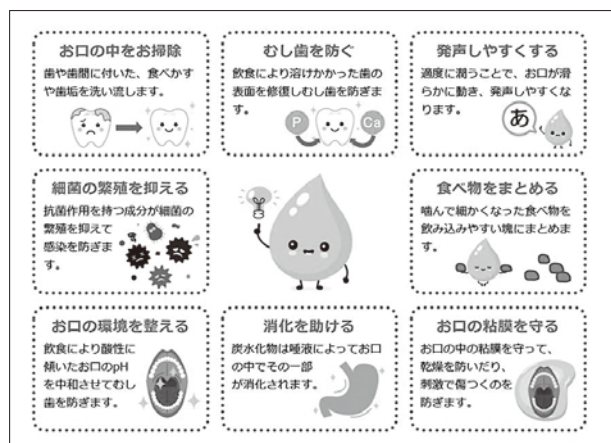 お口の中をお掃除
歯や歯間に付いた、食べかす
や歯垢を洗い流します。
むし歯を防ぐ
飲食により溶けかかった歯の
表面を修復しむし歯を防ぎま
す。
P
Ca
発声しやすくする
適度に潤うことで、お口が滑
らかに動き、発声しやすくな
ります。
あ
細菌の繁殖を抑える
抗菌作用を持つ成分が細菌の
繁殖を抑えて
感染を防ぎま
す。
食べ物をまとめる
噛んで細かくなった食べ物を
飲み込みやすい塊にまとめま
す。
お口の環境を整える
飲食により酸性に
傾いたお口のpH
を中和させてむし
歯を防ぎます。
消化を助ける
炭水化物は唾液によってお口
の中でその一部
が消化されます。
お口の粘膜を守る
お口の中の粘膜を守って、
乾燥を防いだり、
刺激で傷つくのを
防ぎます。